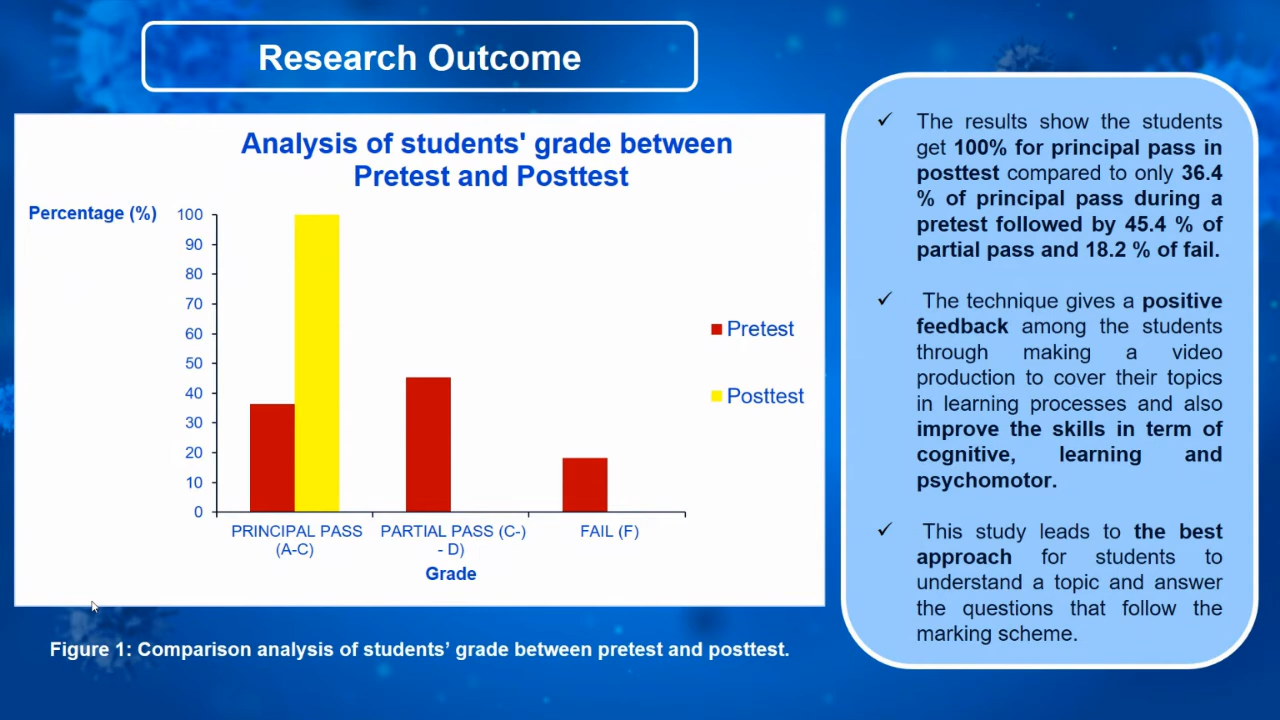 Research Outcome
Analysis of students' grade between
Pretest and Posttest
Percentage (%)
100
90
80
70
60
50
40
30
20
10
0
PRINCIPAL PASS
(A-C)
PARTIAL PASS (C-)
- D)
FAIL (F)
Grade
Pretest
Posttest
Figure 1: Comparison analysis of students’ grade between pretest and posttest.
✓ The results show the students
get 100% for principal pass in
posttest compared to only 36.4
% of principal pass during a
pretest followed by 45.4 % of
partial pass and 18.2 % of fail.
✓ The technique gives a positive
feedback among the students
through making a video
production to cover their topics
in learning processes and also
improve the skills in term of
cognitive, learning and
psychomotor.
✓ This study leads to the best
approach for students to
understand a topic and answer
the questions that follow the
marking scheme.